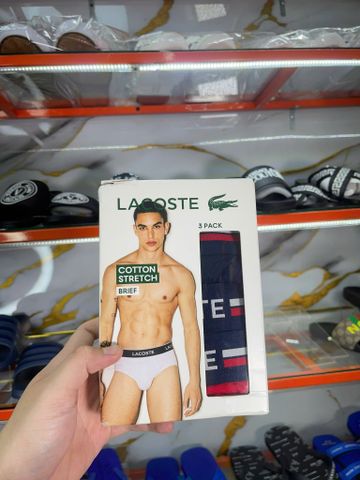 LACOSTE
3 PACK
COTTON
STRETCH
BRIEF
LACOSTE
TE
TE